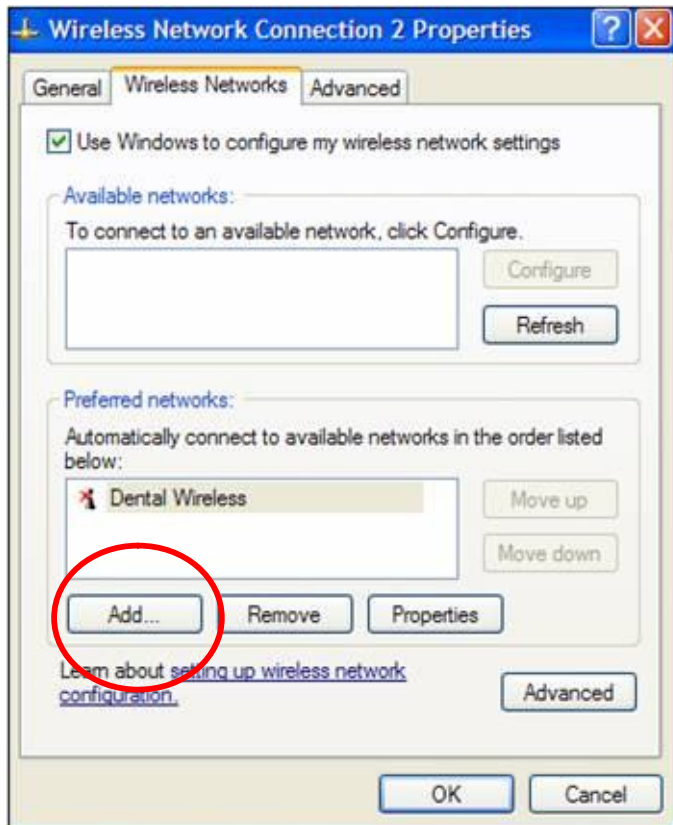 Wireless Network Connection 2 Properties
General Wireless Networks Advanced
Use Windows to configure my wireless network settings
Available networks:
To connect to an available network, click Configure.
Configure
Refresh
Preferred networks:
Automatically connect to available networks in the order listed
below:
Dental Wireless
Move up
Move down
Add... Remove Properties
Learn about setting up wireless network
configuration.
Advanced
OK Cancel